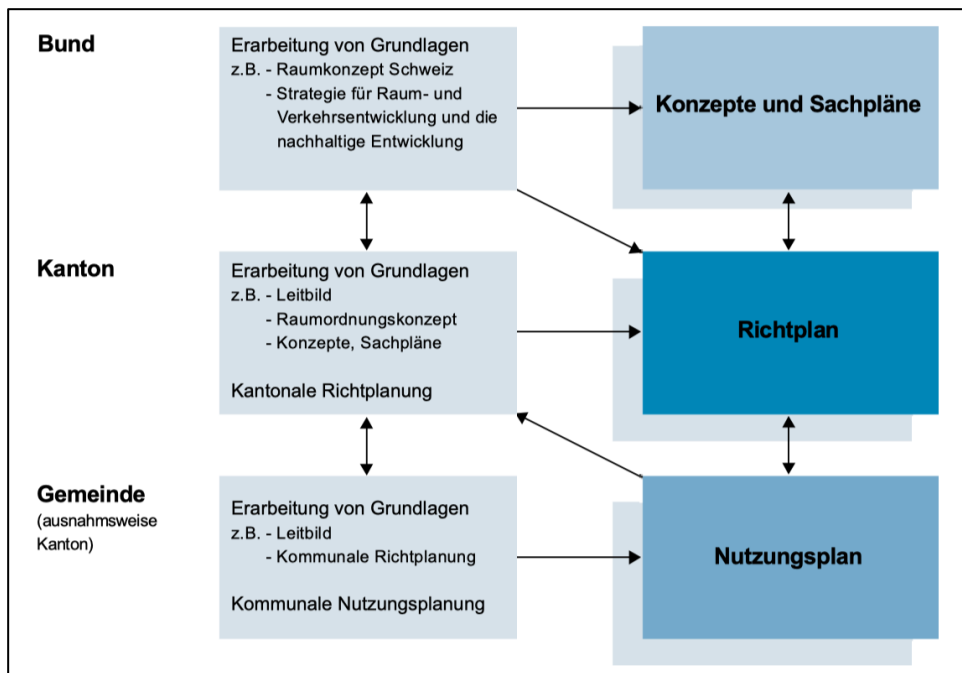 Bund
Erarbeitung von Grundlagen
z.B. - Raumkonzept Schweiz
- Strategie für Raum- und
Verkehrsentwicklung und die
nachhaltige Entwicklung
Konzepte und Sachpläne
Kanton
Erarbeitung von Grundlagen
z.B. - Leitbild
- Raumordnungskonzept
- Konzepte, Sachpläne
Kantonale Richtplanung
Richtplan
Gemeinde
(ausnahmsweise
Kanton)
Erarbeitung von Grundlagen
z.B. - Leitbild
- Kommunale Richtplanung
Kommunale Nutzungsplanung
Nutzungsplan